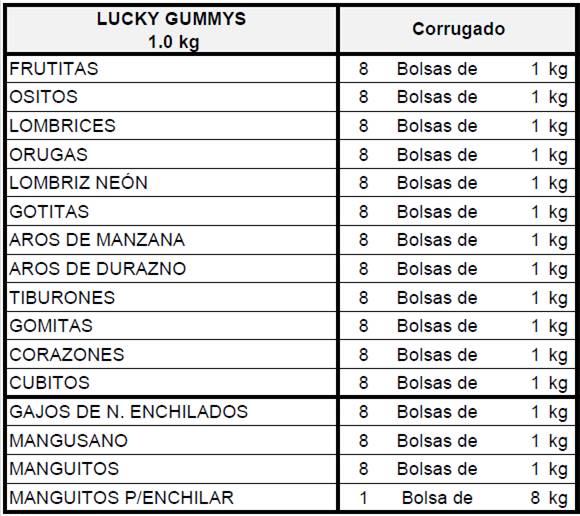 LUCKY GUMMYS
1.0 kg
Corrugado
FRUTITAS 8 Bolsas de 1 kg
OSITOS 8 Bolsas de 1 kg
LOMBRICES 8 Bolsas de 1 kg
ORUGAS 8 Bolsas de 1 kg
LOMBRIZ NEÓN 8 Bolsas de 1 kg
GOTITAS 8 Bolsas de 1 kg
AROS DE MANZANA 8 Bolsas de 1 kg
AROS DE DURAZNO 8 Bolsas de 1 kg
TIBURONES 8 Bolsas de 1 kg
GOMITAS 8 Bolsas de 1 kg
CORAZONES 8 Bolsas de 1 kg
CUBITOS 8 Bolsas de 1 kg
GAJOS DE N. ENCHILADOS 8 Bolsas de 1 kg
MANGUSANO 8 Bolsas de 1 kg
MANGUITOS 8 Bolsas de 1 kg
MANGUITOS P/ENCHILAR 1 Bolsa de 8 kg